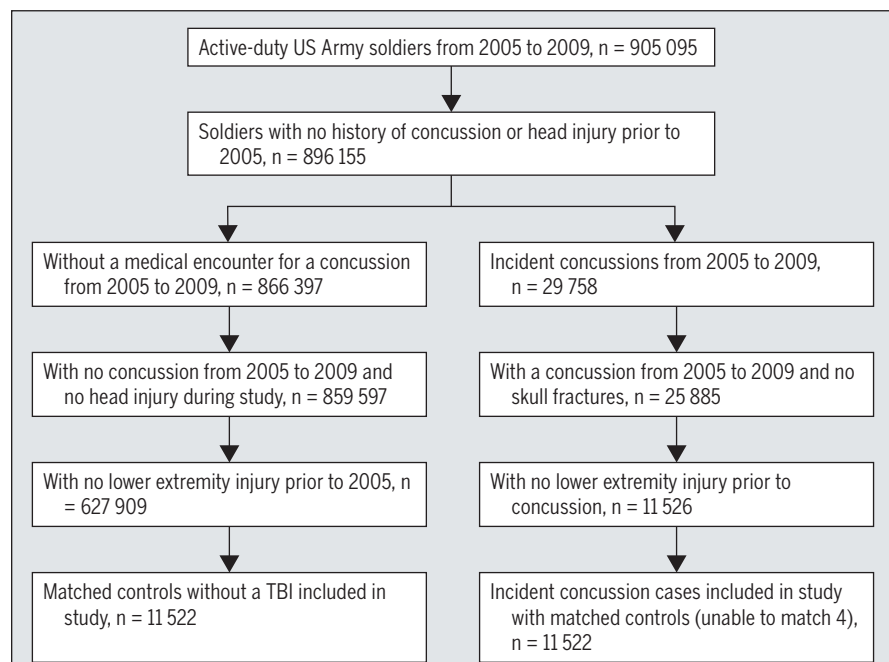 Active-duty US Army soldiers from 2005 to 2009, n = 905 095
Soldiers with no history of concussion or head injury prior to
2005, n = 896 155
Without a medical encounter for a concussion
from 2005 to 2009, n = 866 397
Incident concussions from 2005 to 2009,
n = 29 758
With no concussion from 2005 to 2009 and
no head injury during study, n = 859 597
With a concussion from 2005 to 2009 and no
skull fractures, n = 25 885
With no lower extremity injury prior to 2005, n
= 627 909
With no lower extremity injury prior to
concussion, n = 11 526
Matched controls without a TBI included in
study, n = 11 522
Incident concussion cases included in study
with matched controls (unable to match 4),
n = 11 522